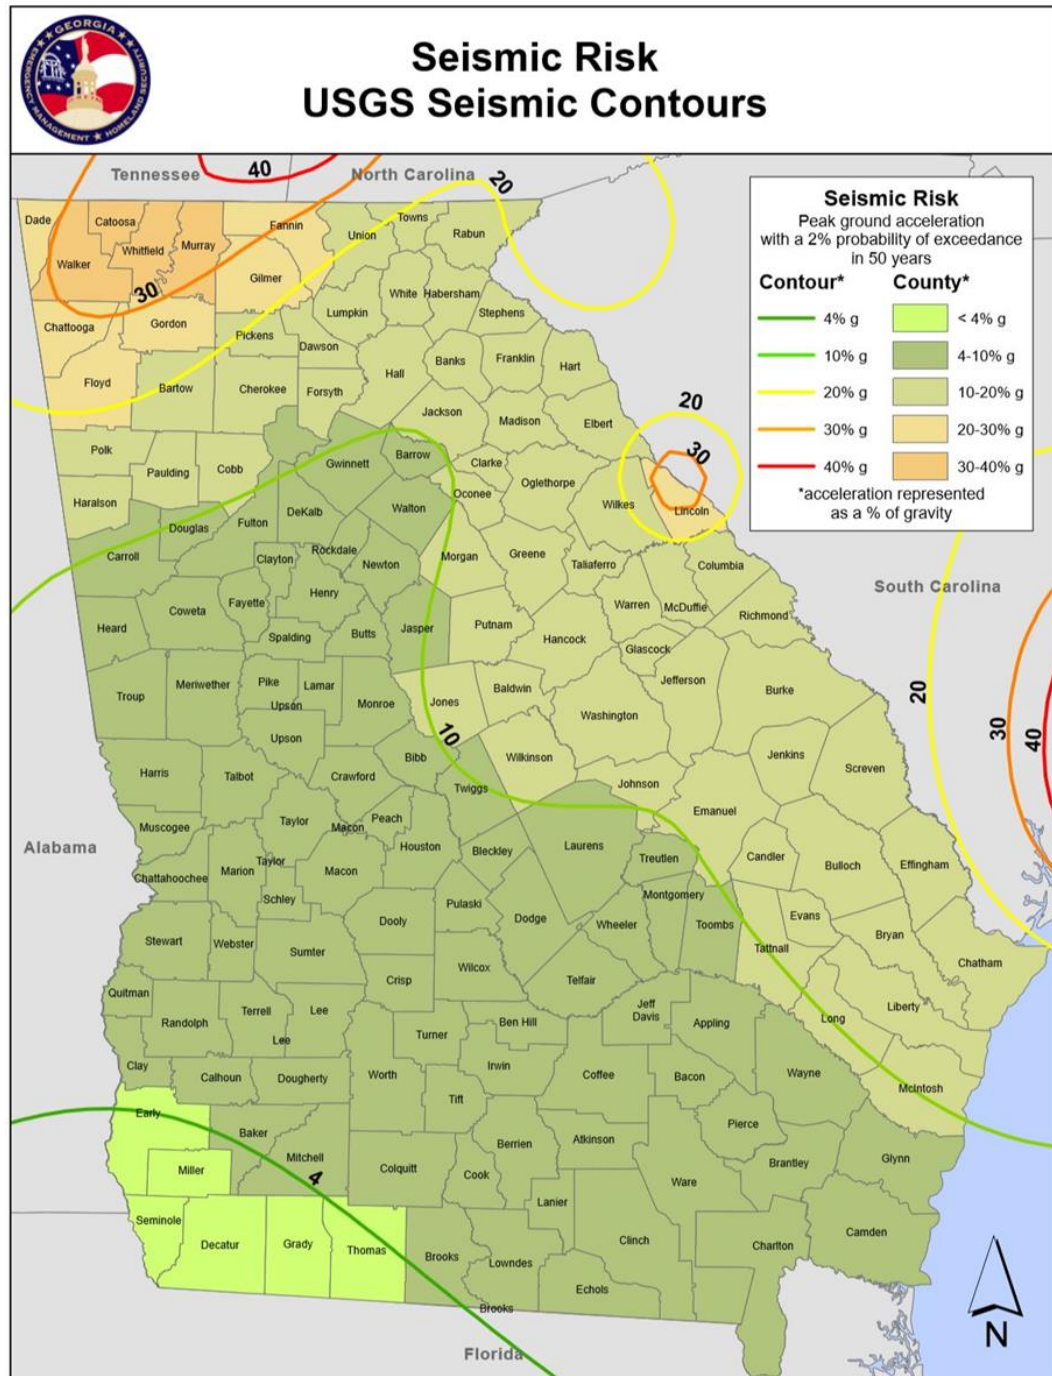 GEORGIA
EMERGENCY MANAGEMENT ★ HOMELAND SECURITY
Seismic Risk
USGS Seismic Contours
Tennessee
40
North Carolina
20
Seismic Risk
Peak ground acceleration
with a 2% probability of exceedance
in 50 years
Contour*
County*
4% g
< 4% g
10% g
4-10% g
20% g
10-20% g
30% g
20-30% g
40% g
30-40% g
*acceleration represented
as a % of gravity
Dade
Catoosa
Fannin
Towns
Union
Rabun
Walker
Whitfield
Murray
Gilmer
30
White
Habersham
Lumpkin
Stephens
Chattooga
Gordon
Pickens
Dawson
Banks
Franklin
Hart
Floyd
Bartow
Cherokee
Forsyth
Hall
Jackson
Madison
Elbert
20
Polk
Paulding
Cobb
Gwinnett
Barrow
Clarke
30
Haralson
Oconee
Oglethorpe
Wilkes
Lincoln
Douglas
Fulton
DeKalb
Walton
Carroll
Clayton
Rockdale
Newton
Morgan
Greene
Taliaferro
Columbia
South Carolina
Heard
Coweta
Fayette
Henry
Spalding
Butts
Jasper
Putnam
Hancock
Warren
McDuffie
Richmond
Glascock
Troup
Meriwether
Pike
Upson
Lamar
Monroe
Jones
Baldwin
Jefferson
Burke
20
30
40
Upson
10
Washington
Harris
Talbot
Crawford
Bibb
Twiggs
Wilkinson
Johnson
Jenkins
Screven
Muscogee
Taylor
Macon
Peach
Emanuel
Alabama
Houston
Bleckley
Laurens
Treutlen
Candler
Bulloch
Effingham
Chattahoochee
Marion
Taylor
Macon
Schley
Pulaski
Montgomery
Stewart
Webster
Sumter
Dooly
Dodge
Wheeler
Toombs
Evans
Tattnall
Bryan
Chatham
Quitman
Crisp
Wilcox
Telfair
Randolph
Terrell
Lee
Lee
Turner
Ben Hill
Jeff
Davis
Appling
Long
Liberty
Clay
Calhoun
Dougherty
Worth
Irwin
Coffee
Bacon
Wayne
McIntosh
Early
Tift
Baker
Mitchell
Berrien
Atkinson
Pierce
Miller
4
Colquitt
Cook
Lanier
Ware
Brantley
Glynn
Seminole
Decatur
Grady
Thomas
Brooks
Lowndes
Clinch
Charlton
Camden
Echols
Brooks
Florida
N